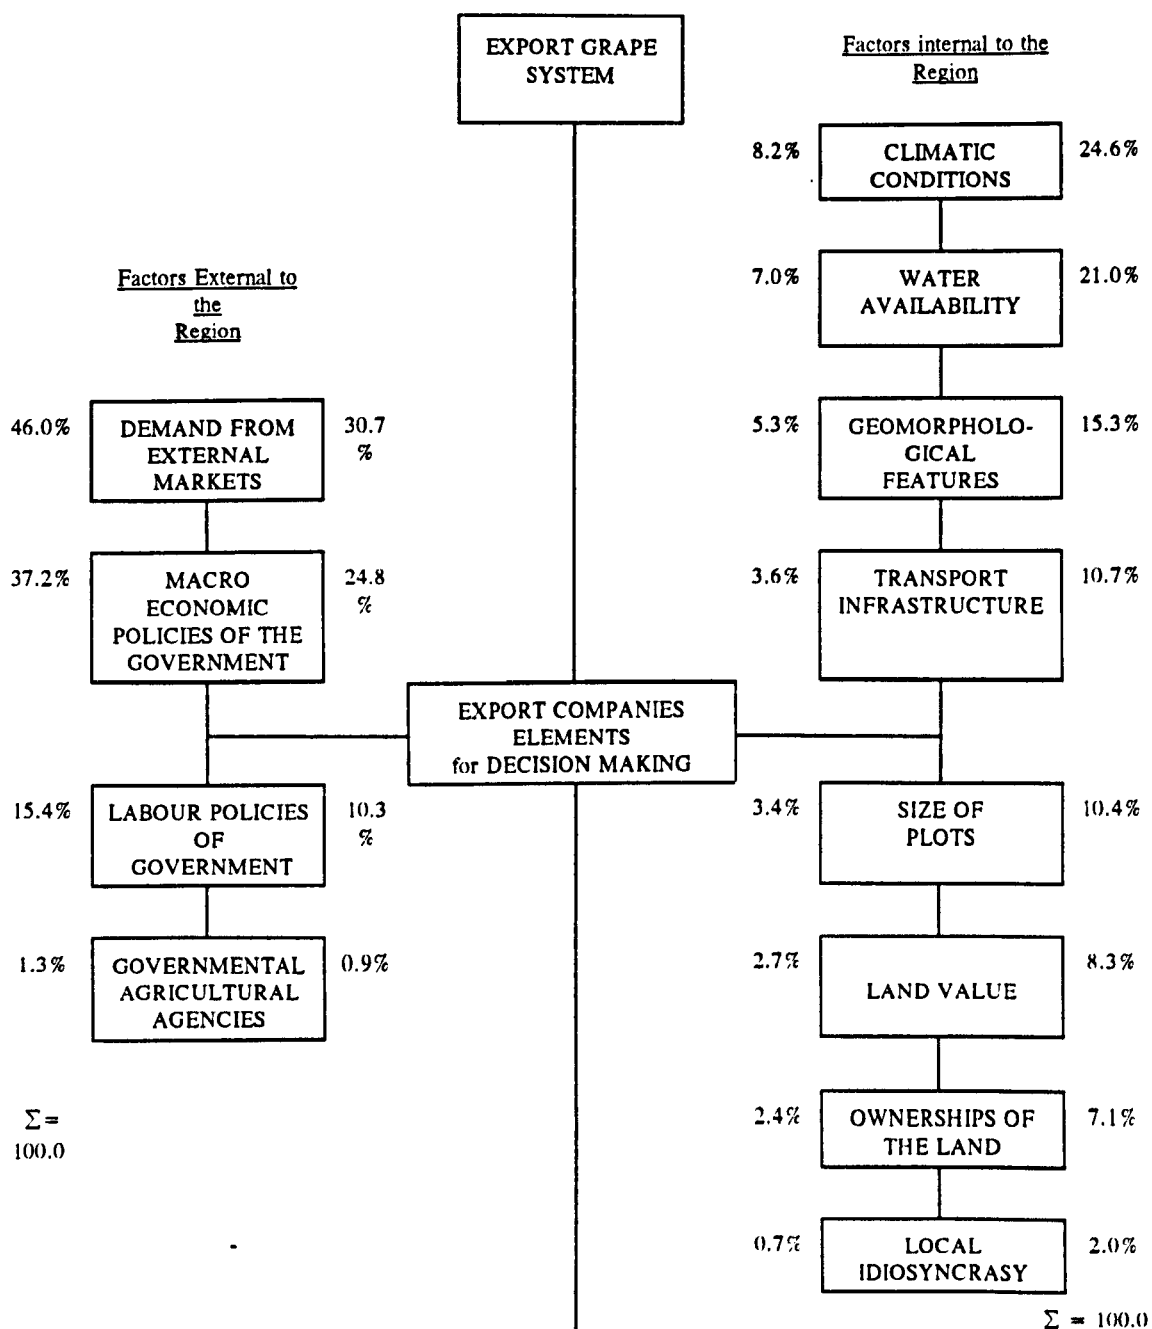 EXPORT GRAPE
SYSTEM
Factors internal to the
Region
8.2%
CLIMATIC
CONDITIONS
24.6%
7.0%
WATER
AVAILABILITY
21.0%
Factors External to
the
Region
5.3%
GEOMORPHOLO-
GICAL
FEATURES
15.3%
46.0%
DEMAND FROM
EXTERNAL
MARKETS
30.7
%
3.6%
TRANSPORT
INFRASTRUCTURE
10.7%
37.2%
MACRO
ECONOMIC
POLICIES OF THE
GOVERNMENT
24.8
%
EXPORT COMPANIES
ELEMENTS
for DECISION MAKING
15.4%
LABOUR POLICIES
OF
GOVERNMENT
10.3
%
3.4%
SIZE OF
PLOTS
10.4%
1.3%
GOVERNMENTAL
AGRICULTURAL
AGENCIES
0.9%
2.7%
LAND VALUE
8.3%
Σ=
100.0
2.4%
OWNERSHIPS OF
THE LAND
7.1%
0.7%
LOCAL
IDIOSYNCRASY
2.0%
Σ = 100.0